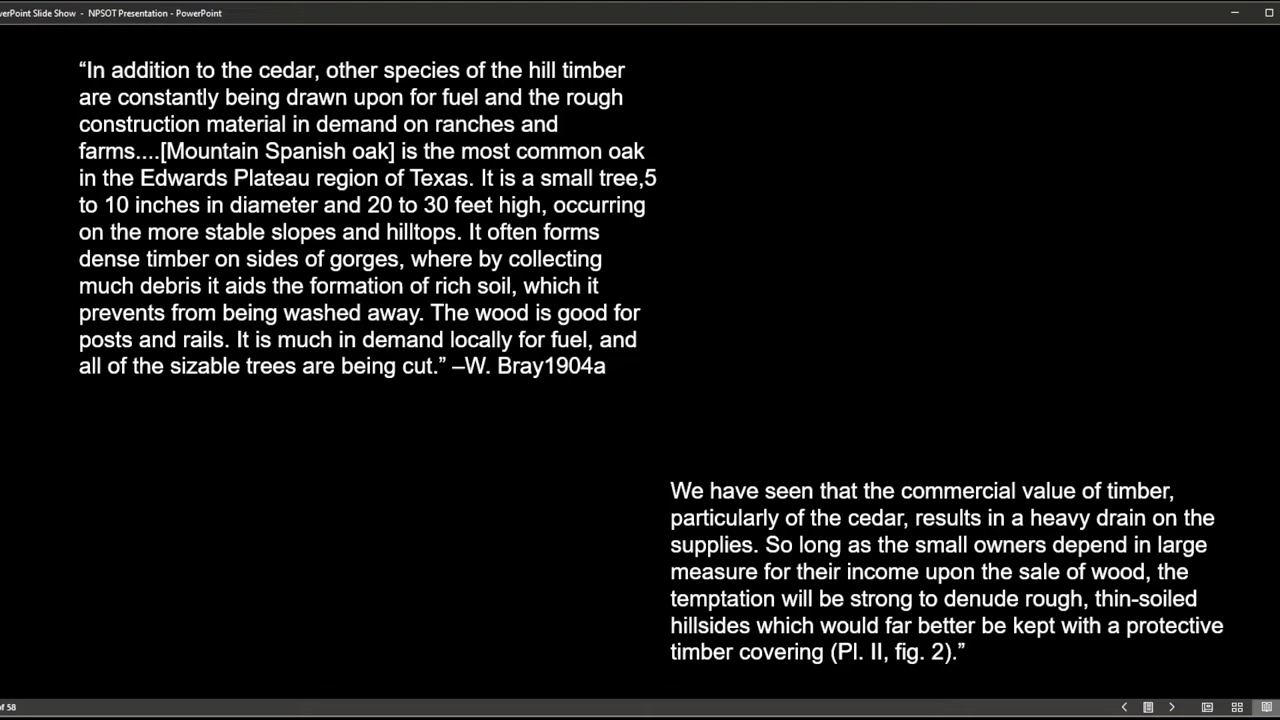 erPoint Slide Show - NPSOT Presentation - PowerPoint
“In addition to the cedar, other species of the hill timber
are constantly being drawn upon for fuel and the rough
construction material in demand on ranches and
farms....[Mountain Spanish oak] is the most common oak
in the Edwards Plateau region of Texas. It is a small tree,5
to 10 inches in diameter and 20 to 30 feet high, occurring
on the more stable slopes and hilltops. It often forms
dense timber on sides of gorges, where by collecting
much debris it aids the formation of rich soil, which it
prevents from being washed away. The wood is good for
posts and rails. It is much in demand locally for fuel, and
all of the sizable trees are being cut.” –W. Bray1904a
We have seen that the commercial value of timber,
particularly of the cedar, results in a heavy drain on the
supplies. So long as the small owners depend in large
measure for their income upon the sale of wood, the
temptation will be strong to denude rough, thin-soiled
hillsides which would far better be kept with a protective
timber covering (Pl. II, fig. 2).”
of 58